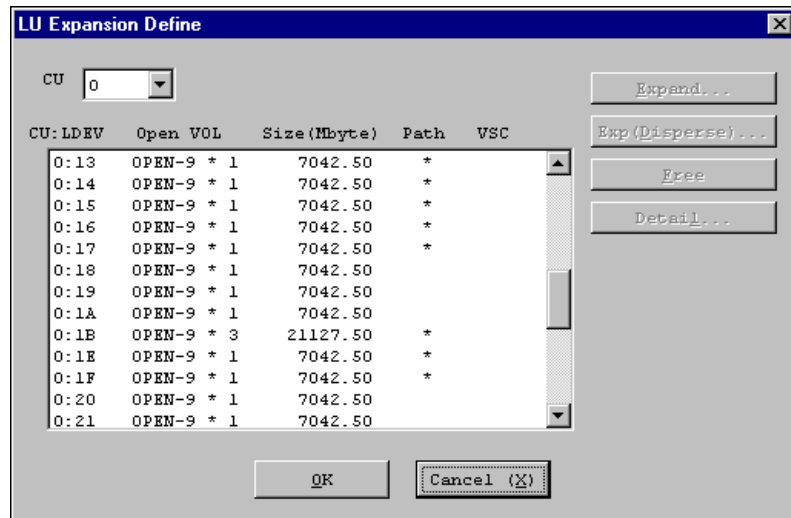 LU Expansion Define
CU 0
Expand...
CU:LDEV Open VOL Size(Mbyte) Path VSC
Exp(Disperse)...
0:13 OPEN-9 * 1 7042.50 *
0:14 OPEN-9 * 1 7042.50 *
Free
0:15 OPEN-9 * 1 7042.50 *
0:16 OPEN-9 * 1 7042.50 *
Detail...
0:17 OPEN-9 * 1 7042.50 *
0:18 OPEN-9 * 1 7042.50
0:19 OPEN-9 * 1 7042.50
0:1A OPEN-9 * 1 7042.50
0:1B OPEN-9 * 3 21127.50 *
0:1E OPEN-9 * 1 7042.50 *
0:1F OPEN-9 * 1 7042.50 *
0:20 OPEN-9 * 1 7042.50
0:21 OPEN-9 * 1 7042.50
OK
Cancel (X)